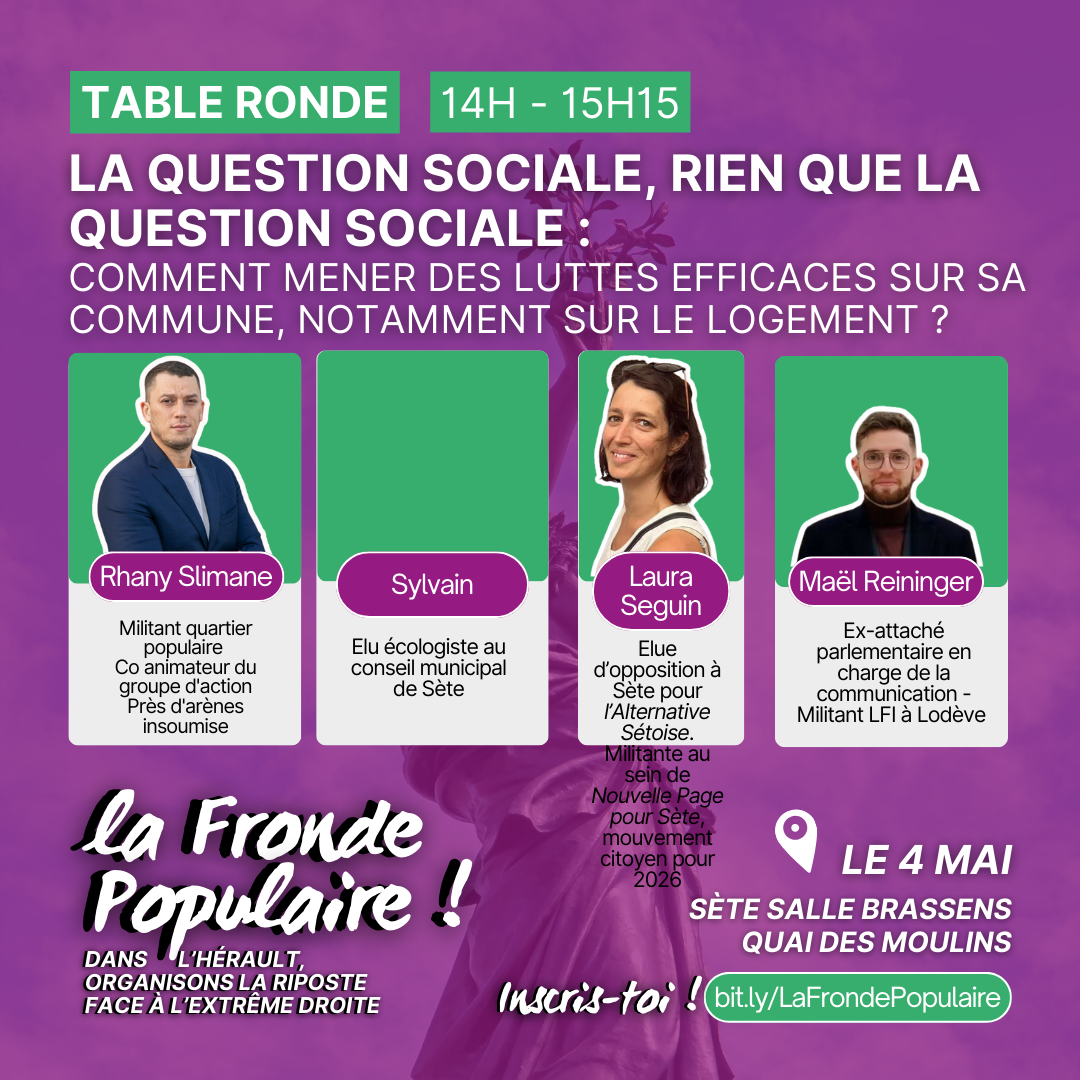 TABLE RONDE
14H - 15H15
LA QUESTION SOCIALE, RIEN QUE LA
QUESTION SOCIALE :
COMMENT MENER DES LUTTES EFFICACES SUR SA
COMMUNE, NOTAMMENT SUR LE LOGEMENT ?
Rhany Slimane
Militant quartier
populaire
Co animateur du
groupe d'action
Près d'arènes
insoumise
Sylvain
Elu écologiste au
conseil municipal
de Sète
Laura
Seguin
Elue
d’opposition à
Sète pour
l’Alternative
Sétoise.
Militante au
sein de
Nouvelle Page
pour Sète,
mouvement
citoyen pour
2026
Maël Reininger
Ex-attaché
parlementaire en
charge de la
communication -
Militant LFI à Lodève
la Fronde
Populaire !
DANS L’HÉRAULT,
ORGANISONS LA RIPOSTE
FACE À L’EXTRÊME DROITE
LE 4 MAI
SÈTE SALLE BRASSENS
QUAI DES MOULINS
Inscris-toi !
bit.ly/LaFrondePopulaire